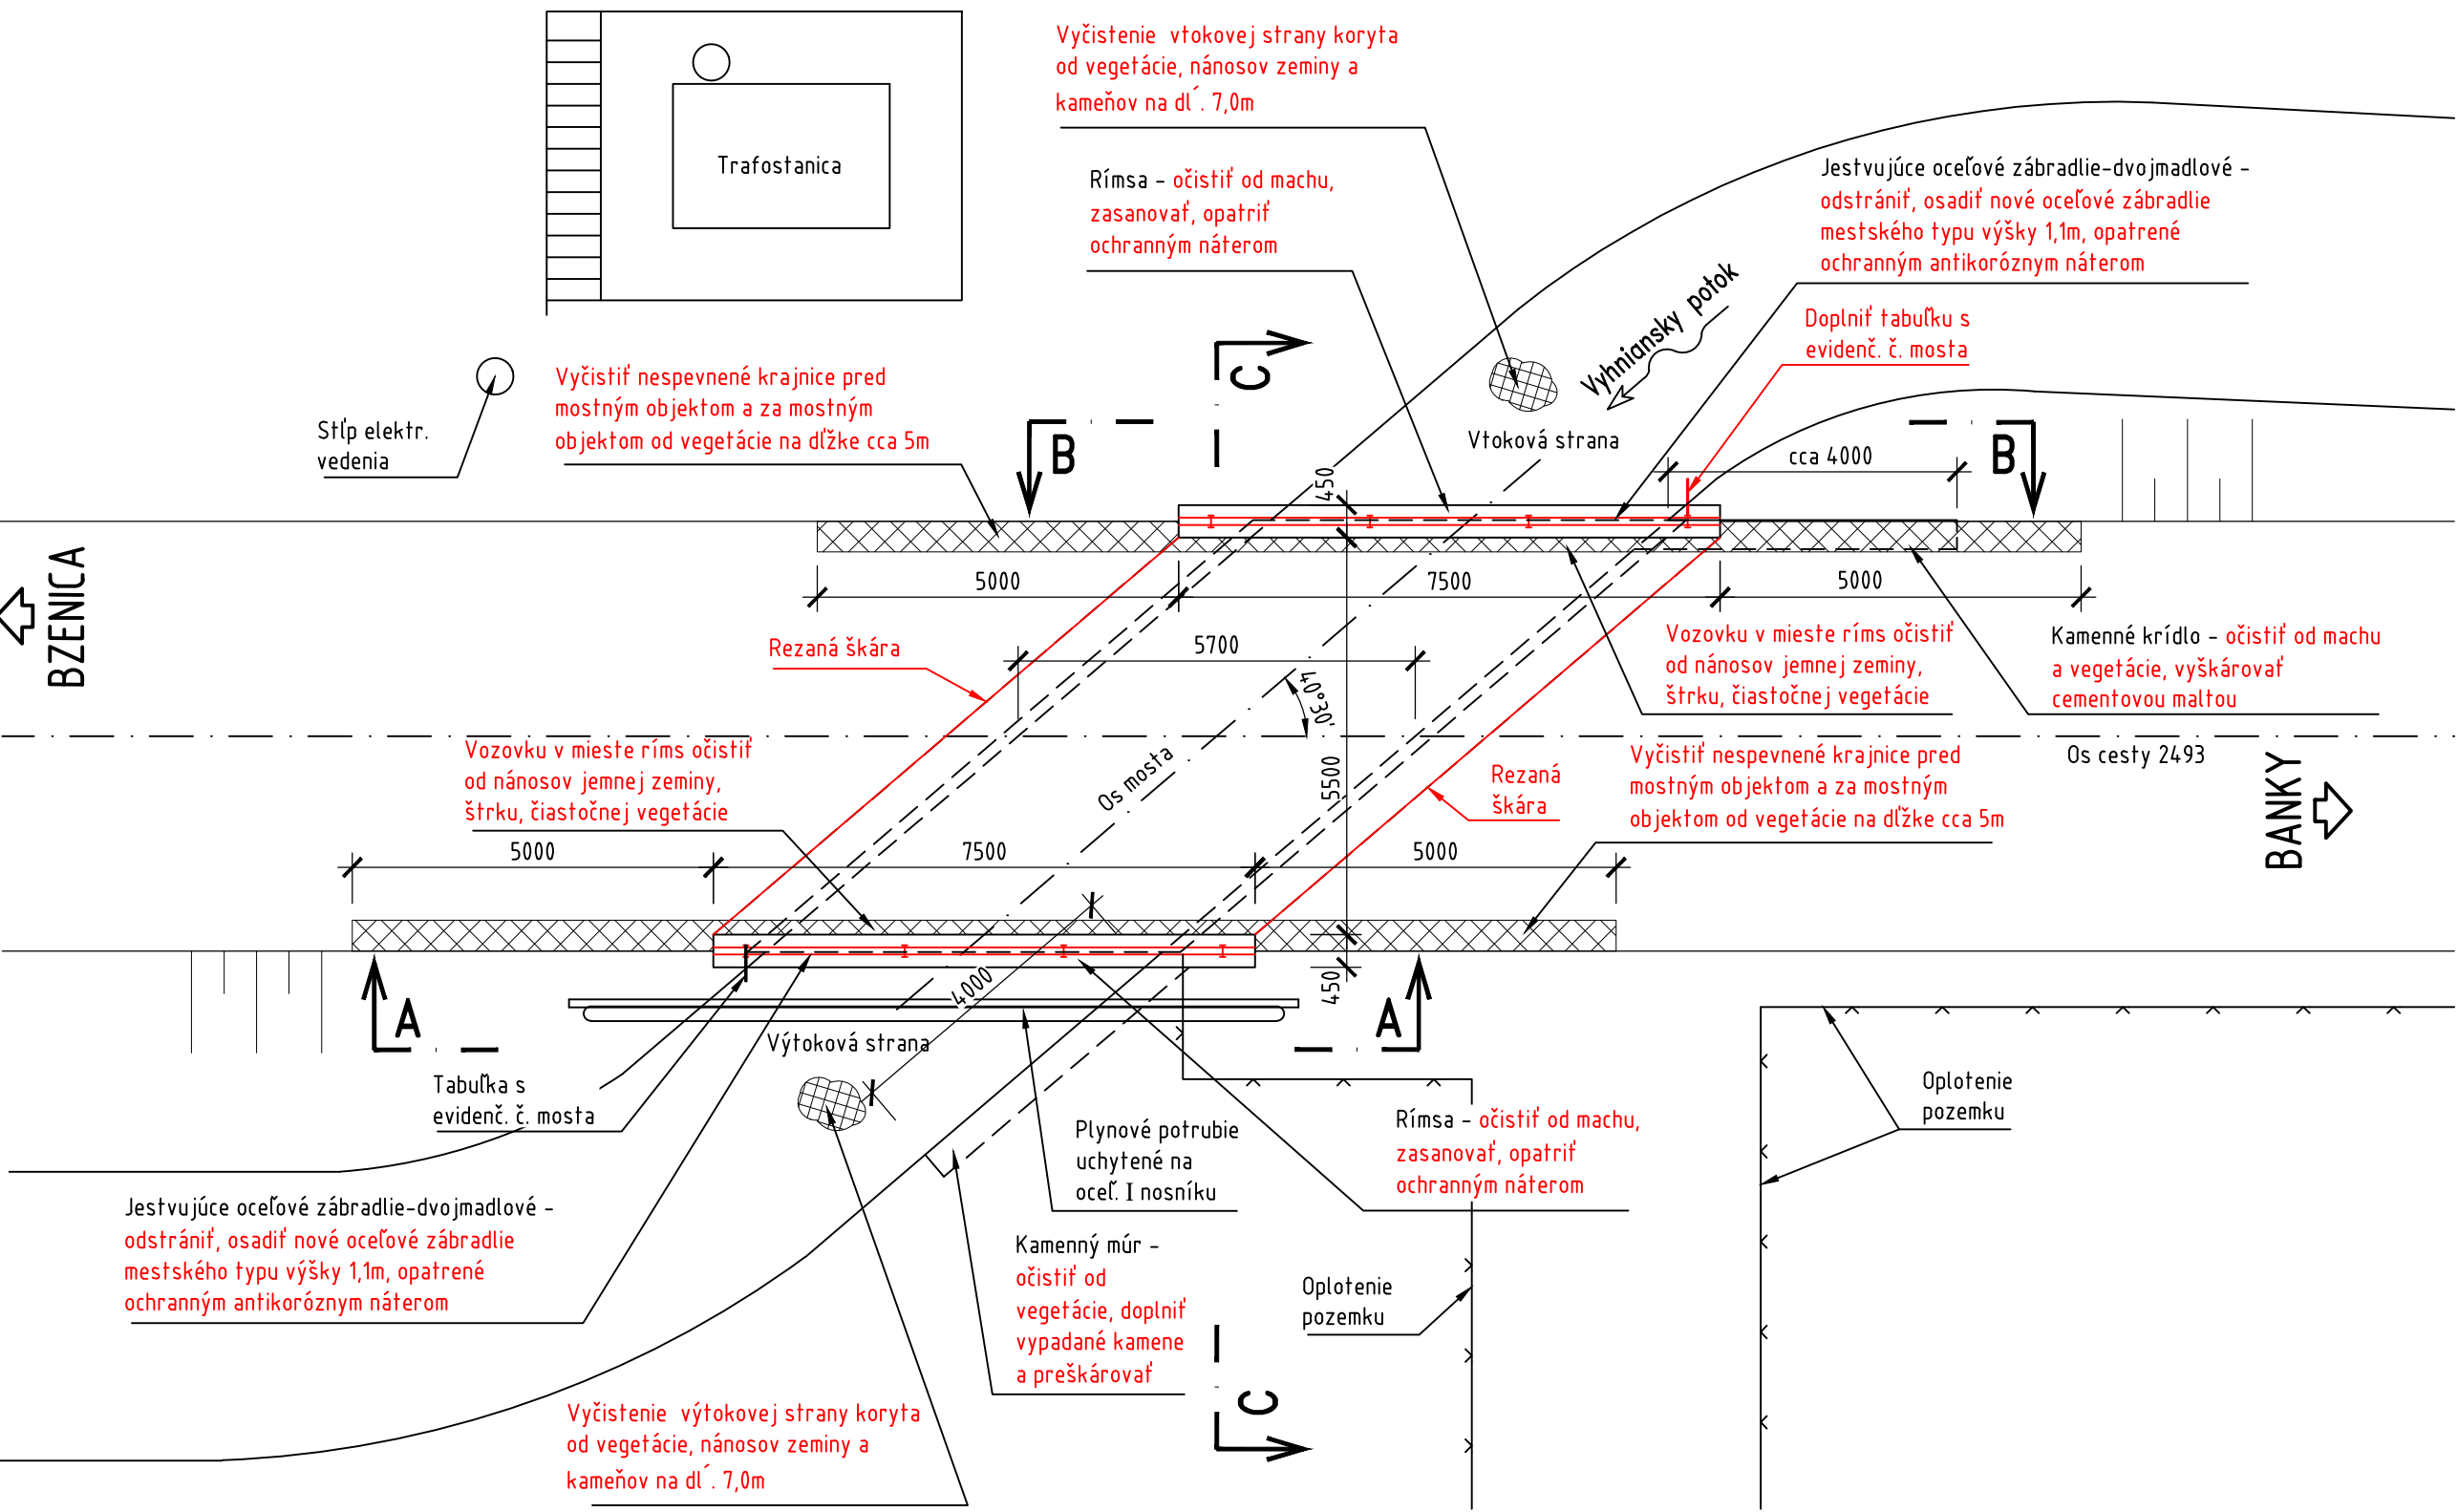 Vyčistenie vtokovej strany koryta
od vegetácie, nánosov zeminy a
kameňov na dl´. 7,0m
Trafostanica
Rímsa - očistiť od machu,
zasanovať, opatriť
ochranným náterom
Jestvujúce oceľové zábradlie-dvojmadlové -
odstrániť, osadiť nové oceľové zábradlie
mestského typu výšky 1,1m, opatrené
ochranným antikoróznym náterom
Vyhniansky potok
Doplniť tabuľku s
evidenč. č. mosta
C
Vyčistiť nespevnené krajnice pred
mostným objektom a za mostným
objektom od vegetácie na dĺžke cca 5m
Stĺp elektr.
vedenia
B
Vtoková strana
cca 4000
B
450
BZENICA
5000
7500
5000
5700
40°30'
Rezaná škára
Vozovku v mieste ríms očistiť
od nánosov jemnej zeminy,
štrku, čiastočnej vegetácie
Kamenné krídlo - očistiť od machu
a vegetácie, vyškárovať
cementovou maltou
Os cesty 2493
BANKY
Vozovku v mieste ríms očistiť
od nánosov jemnej zeminy,
štrku, čiastočnej vegetácie
Os mosta
5500
Rezaná
škára
Vyčistiť nespevnené krajnice pred
mostným objektom a za mostným
objektom od vegetácie na dĺžke cca 5m
5000
7500
5000
4000
450
A
A
Výtoková strana
Tabuľka s
evidenč. č. mosta
Plynové potrubie
uchytené na
oceľ. I nosníku
Rímsa - očistiť od machu,
zasanovať, opatriť
ochranným náterom
Oplotenie
pozemku
Jestvujúce oceľové zábradlie-dvojmadlové -
odstrániť, osadiť nové oceľové zábradlie
mestského typu výšky 1,1m, opatrené
ochranným antikoróznym náterom
Kamenný múr -
očistiť od
vegetácie, doplniť
vypadané kamene
a preškárovať
Oplotenie
pozemku
C
Vyčistenie výtokovej strany koryta
od vegetácie, nánosov zeminy a
kameňov na dl´. 7,0m